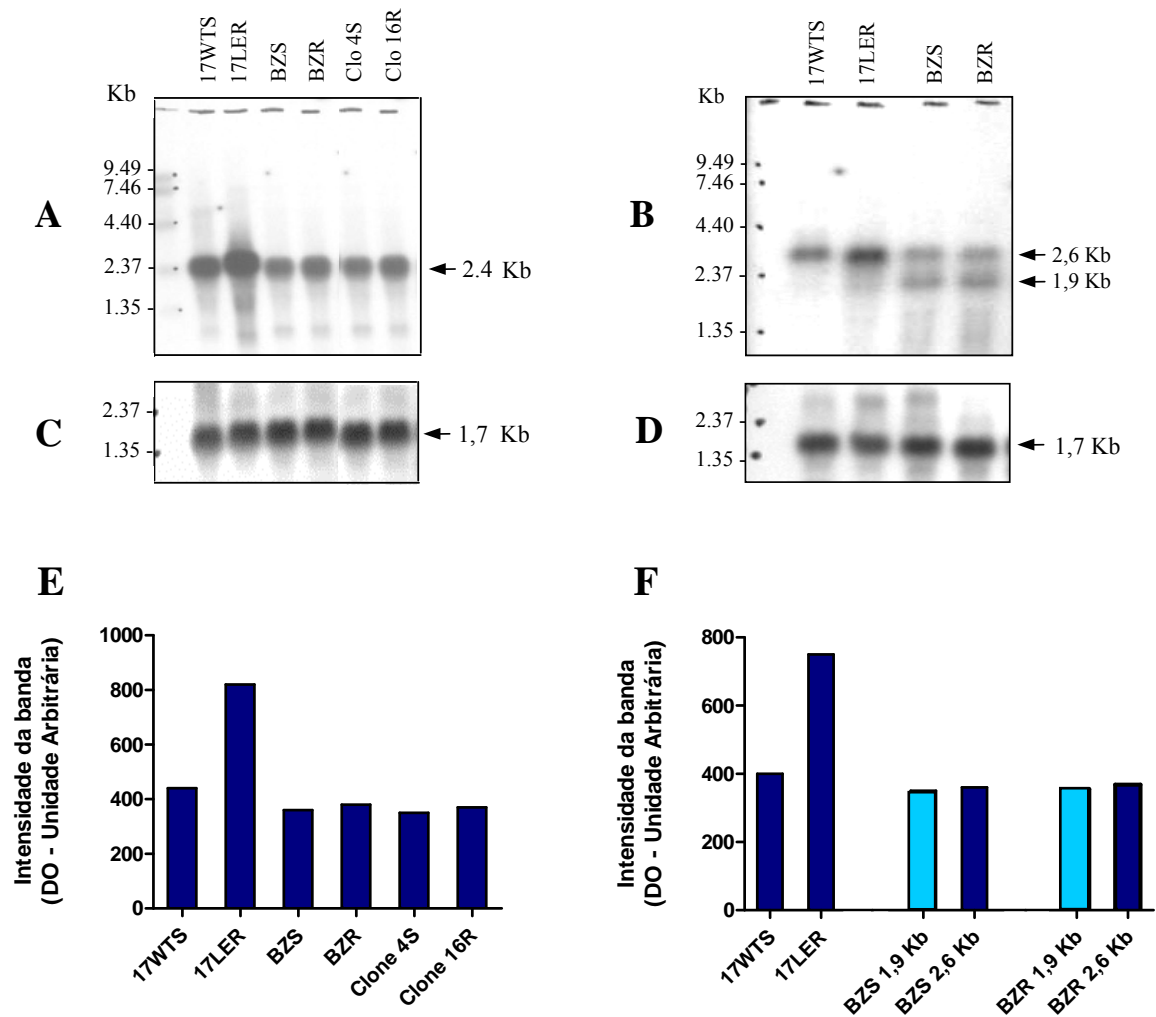 17WTS
17LER
BZS
BZR
Clo 4S
Clo 16R
Kb
9.49
7.46
4.40
2.37
1.35
A
2.4 Kb
17WTS
17LER
BZS
BZR
Kb
9.49
7.46
4.40
2.37
1.35
B
2,6 Kb
1,9 Kb
C
2.37
1.35
1,7 Kb
D
2.37
1.35
1,7 Kb
E
Intensidade da banda
(DO - Unidade Arbitrária)
1000
800
600
400
200
0
17WTS
17LER
BZS
BZR
Clone 4S
Clone 16R
F
Intensidade da banda
(DO - Unidade Arbitrária)
800
600
400
200
0
17WTS
17LER
BZS 1,9 Kb
BZS 2,6 Kb
BZR 1,9 Kb
BZR 2,6 Kb